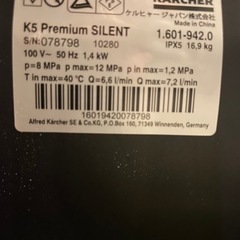 KÄRCHER
K5 Premium SILENT
ケルヒャージャパン株式会社
Made in China
S/N:078798 10280
1.601-942.0
100 V~ 50 Hz 1,4 kW
IPX5 16,9 kg
p=8 MPa p max=12 MPa p in max=1,2 MPa
T in max=40 °C Q=6,6 l/min Q max=7,2 l/min
16019420078798
Alfred Kärcher SE & Co.KG, P.O.Box 160, 71349 Winnenden, Germany